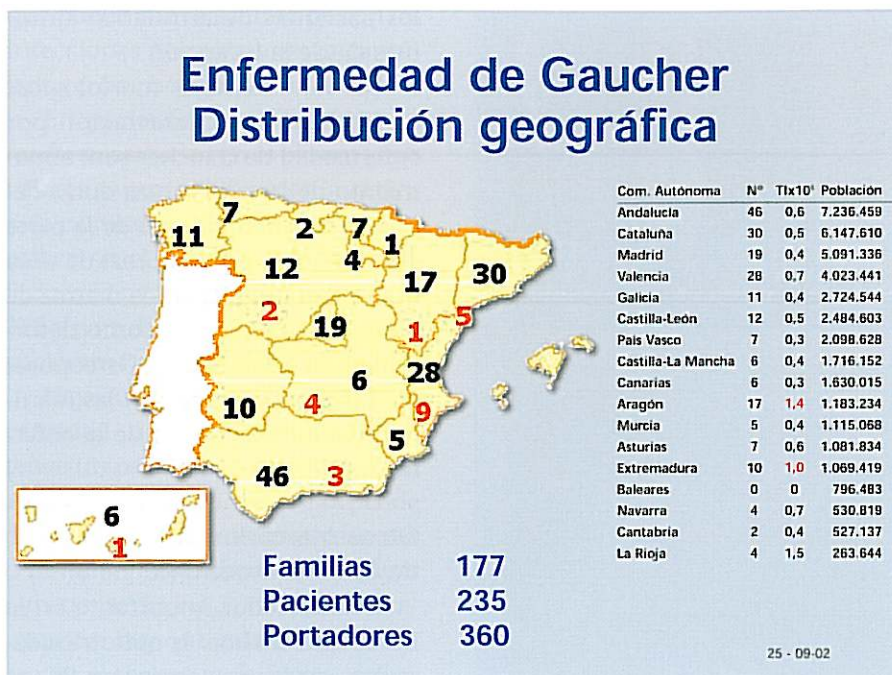 Enfermedad de Gaucher
Distribución geográfica
7
2
7
1
11
4
12
17
30
2
19
1
5
6
28
10
4
9
5
46
3
6
1
Familias 177
Pacientes 235
Portadores 360
Com. Autónoma Nº TIx10⁵ Población
Andalucía 46 0,6 7.236.459
Cataluña 30 0,5 6.147.610
Madrid 19 0,4 5.091.336
Valencia 28 0,7 4.023.441
Galicia 11 0,4 2.724.544
Castilla-León 12 0,5 2.484.603
País Vasco 7 0,3 2.098.628
Castilla-La Mancha 6 0,4 1.716.152
Canarias 6 0,3 1.630.015
Aragón 17 1,4 1.183.234
Murcia 5 0,4 1.115.068
Asturias 7 0,6 1.081.834
Extremadura 10 1,0 1.069.419
Baleares 0 0 796.483
Navarra 4 0,7 530.819
Cantabria 2 0,4 527.137
La Rioja 4 1,5 263.644
25 - 09-02